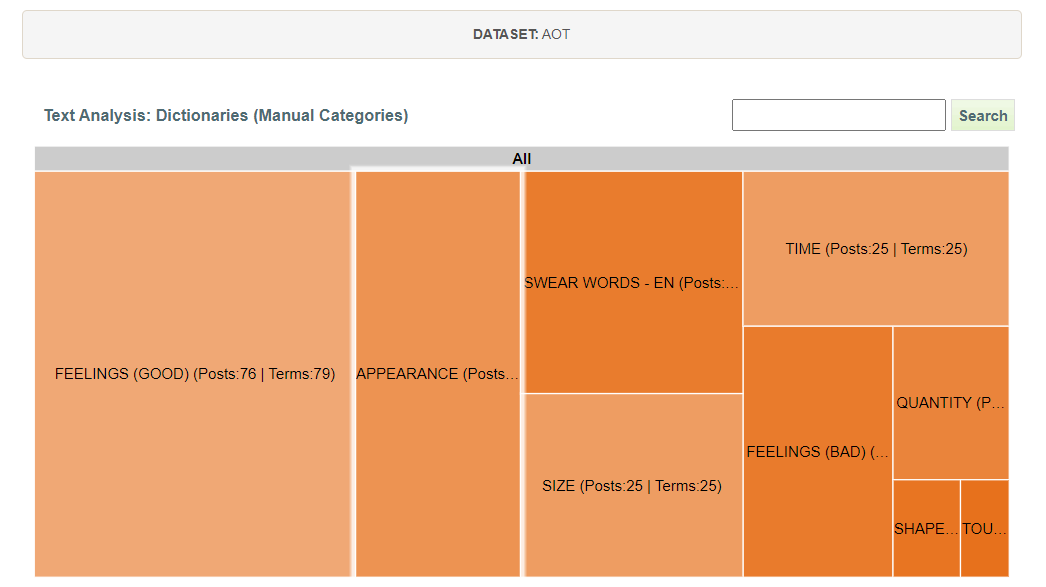 DATASET: AOT
Text Analysis: Dictionaries (Manual Categories)
Search
All
FEELINGS (GOOD) (Posts:76 | Terms:79)
APPEARANCE (Posts...
SWEAR WORDS - EN (Posts:...
SIZE (Posts:25 | Terms:25)
TIME (Posts:25 | Terms:25)
FEELINGS (BAD) (...
QUANTITY (P...
SHAPE...
TOU...